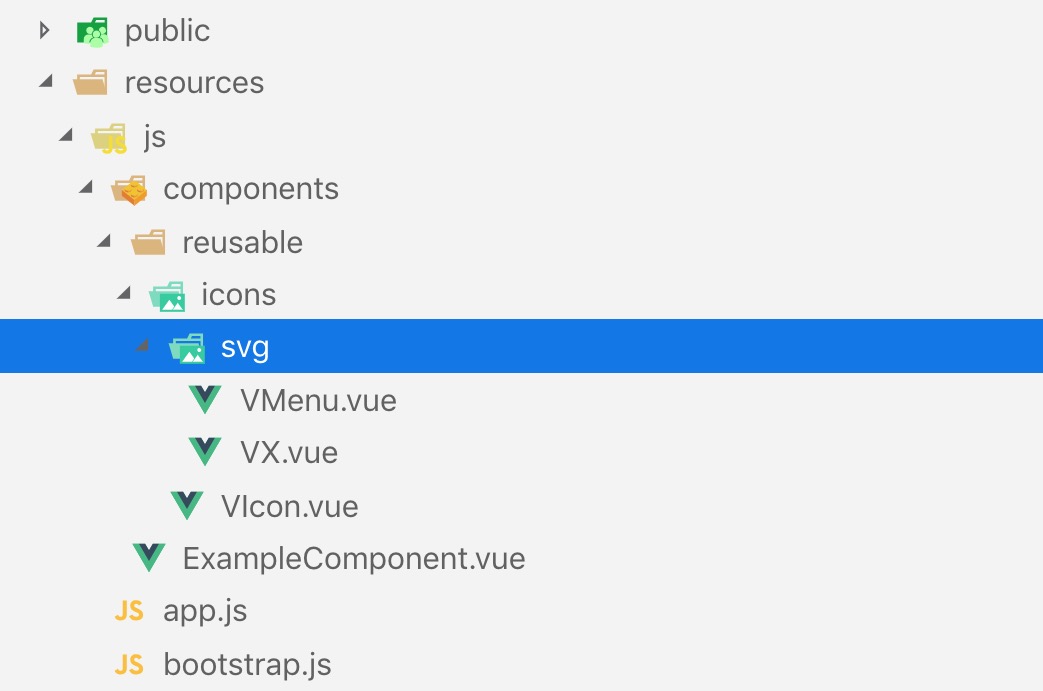 public
resources
js
components
reusable
icons
svg
VMenu.vue
VX.vue
VIcon.vue
ExampleComponent.vue
JS app.js
JS bootstrap.js